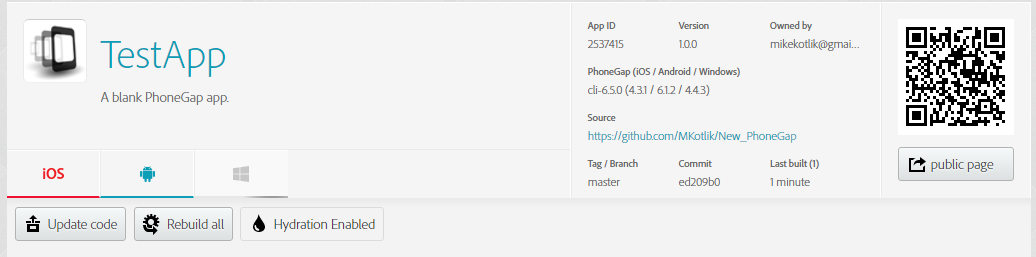 TestApp
A blank PhoneGap app.
App ID Version Owned by
2537415 1.0.0 mikekotlik@gmai...
PhoneGap (iOS / Android / Windows)
cli-6.5.0 (4.3.1 / 6.1.2 / 4.4.3)
Source
https://github.com/MKotlik/New_PhoneGap
Tag / Branch Commit Last built (1)
master ed209b0 1 minute
public page
iOS
Update code Rebuild all Hydration Enabled